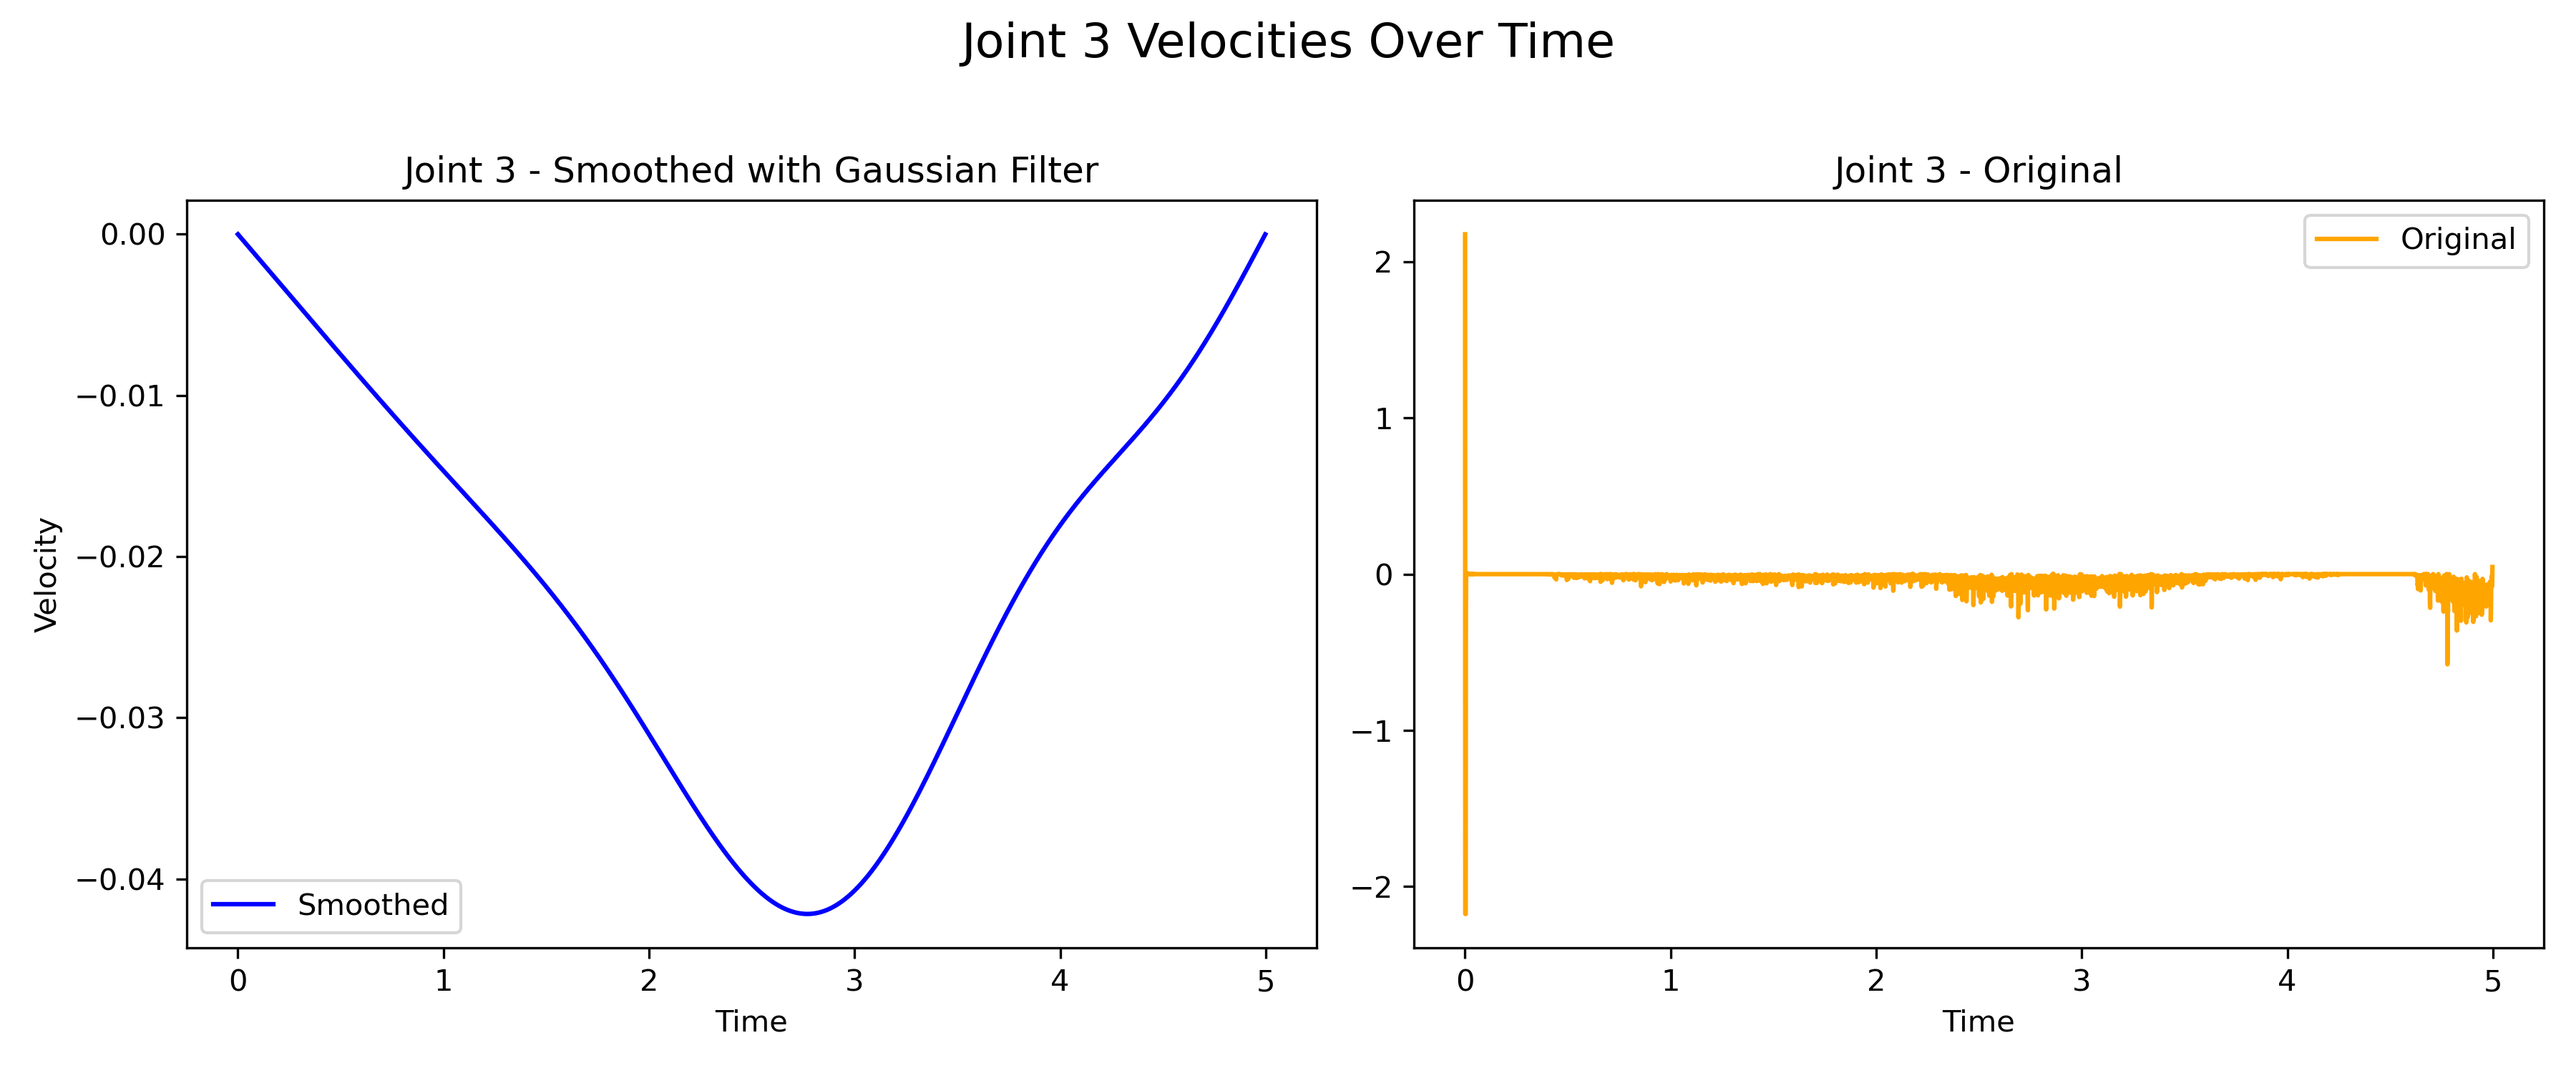 Joint 3 Velocities Over Time
Joint 3 - Smoothed with Gaussian Filter
0.00
−0.01
−0.02
−0.03
−0.04
Velocity
Smoothed
0 1 2 3 4 5
Time
Joint 3 - Original
Original
2
1
0
−1
−2
0 1 2 3 4 5
Time